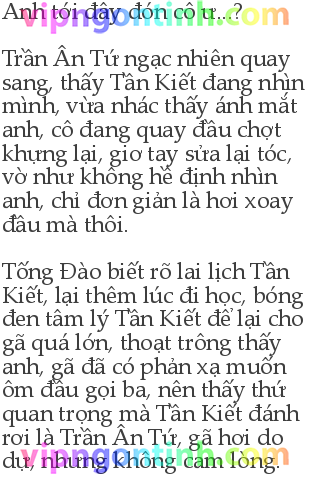 Anh tới đây đón cô ư...?
vipngontinh.com
Trần Ân Tứ ngạc nhiên quay
sang, thấy Tần Kiết đang nhìn
mình, vừa nhác thấy ánh mắt
anh, cô đang quay đầu chợt
khựng lại, giơ tay sửa lại tóc,
vờ như không hề định nhìn
anh, chỉ đơn giản là hơi xoay
đầu mà thôi.
Tống Đào biết rõ lai lịch Tần
Kiết, lại thêm lúc đi học, bóng
đen tâm lý Tần Kiết để lại cho
gã quá lớn, thoạt trông thấy
anh, gã đã có phản xạ muốn
ôm đầu gọi ba, nên thấy thứ
quan trọng mà Tần Kiết đánh
rơi là Trần Ân Tứ, gã hơi do
dự, nhưng không cam lòng.
vipngontinh.com